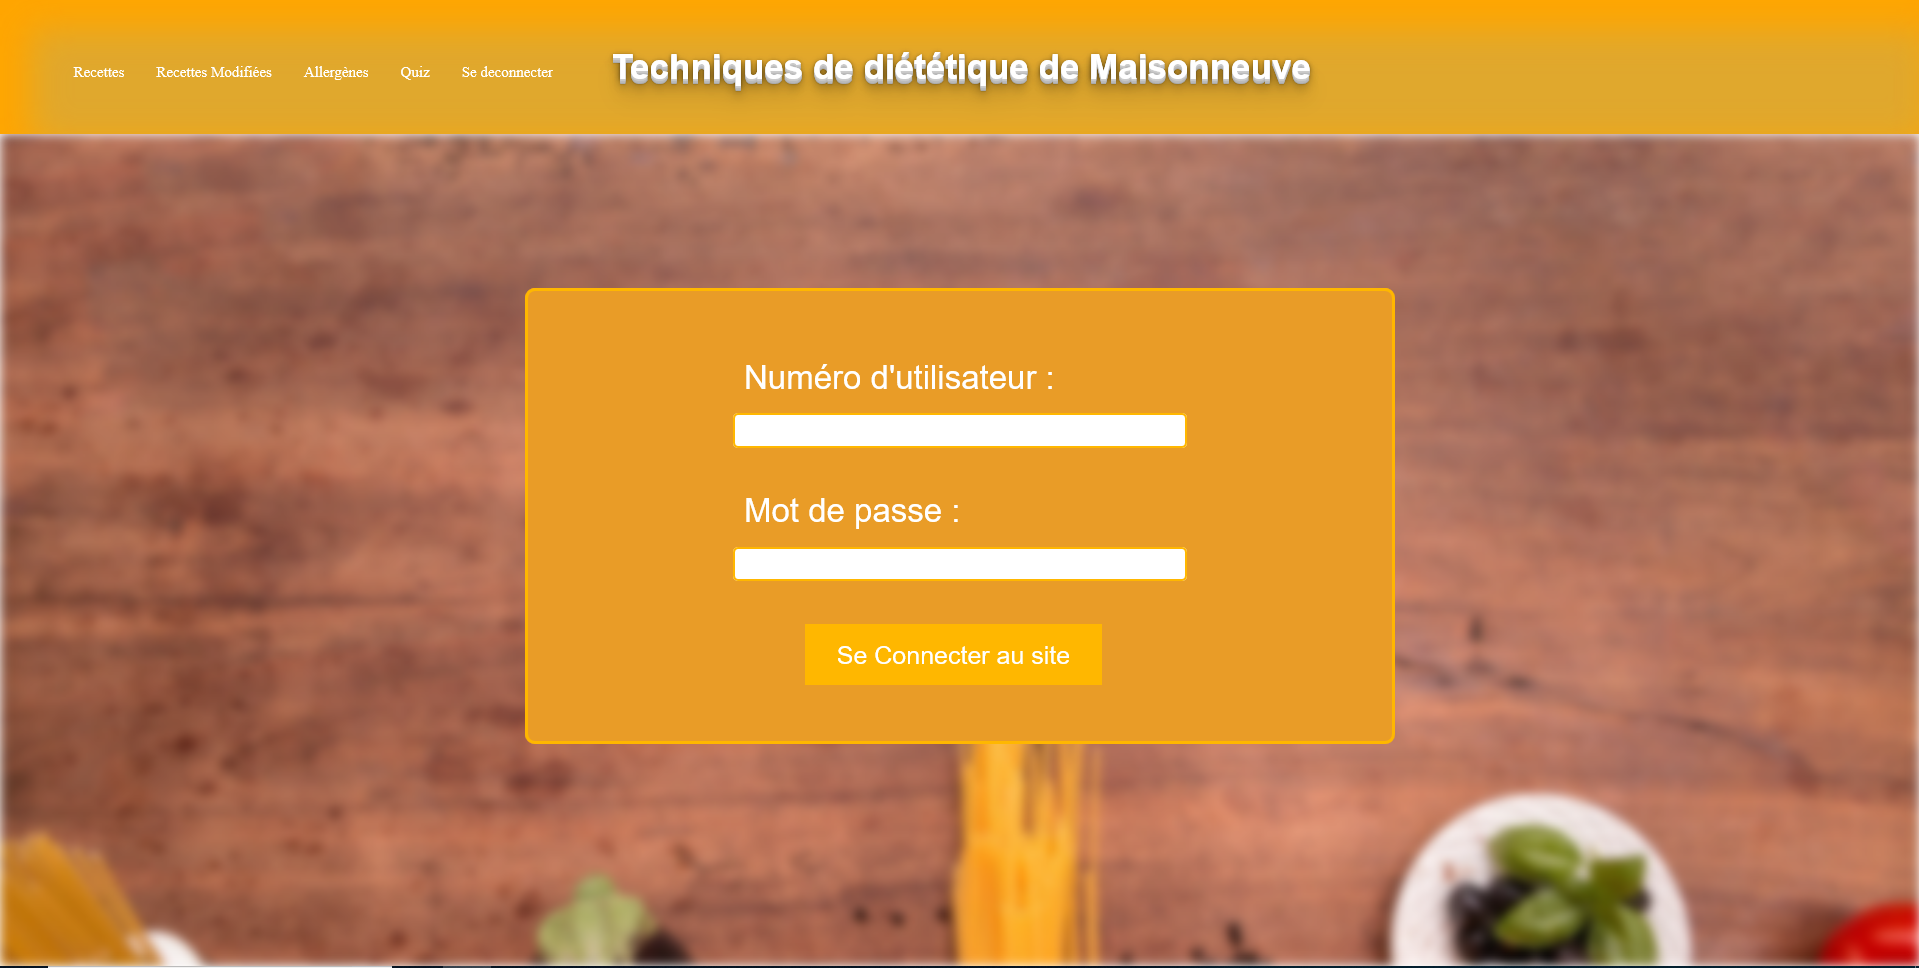 Recettes Recettes Modifiées Allergènes Quiz Se deconnecter
Techniques de diététique de Maisonneuve
Numéro d'utilisateur :
Mot de passe :
Se Connecter au site